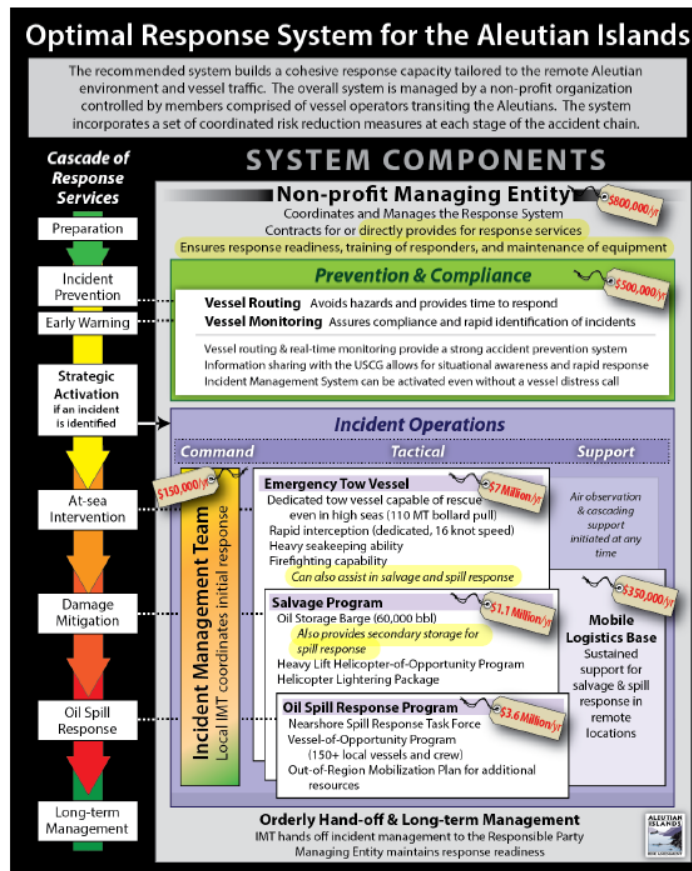 Optimal Response System for the Aleutian Islands
The recommended system builds a cohesive response capacity tailored to the remote Aleutian
environment and vessel traffic. The overall system is managed by a non-profit organization
controlled by members comprised of vessel operators transiting the Aleutians. The system
incorporates a set of coordinated risk reduction measures at each stage of the accident chain.
Cascade of
Response
Services
Preparation
Incident
Prevention
Early Warning
Strategic
Activation
if an incident
is identified
At-sea
Intervention
Damage
Mitigation
Oil Spill
Response
Long-term
Management
SYSTEM COMPONENTS
Non-profit Managing Entity
$800,000/yr
Coordinates and Manages the Response System
Contracts for or directly provides for response services
Ensures response readiness, training of responders, and maintenance of equipment
Prevention & Compliance
$500,000/yr
Vessel Routing Avoids hazards and provides time to respond
Vessel Monitoring Assures compliance and rapid identification of incidents
Vessel routing & real-time monitoring provide a strong accident prevention system
Information sharing with the USCG allows for situational awareness and rapid response
Incident Management System can be activated even without a vessel distress call
Incident Operations
Command
Tactical
Support
$150,000/yr
Incident Management Team
Local IMT coordinates initial response
Emergency Tow Vessel
$7 Million/yr
Dedicated tow vessel capable of rescue
even in high seas (110 MT bollard pull)
Rapid interception (dedicated, 16 knot speed)
Heavy seakeeping ability
Firefighting capability
Can also assist in salvage and spill response
Salvage Program
$1.1 Million/yr
Oil Storage Barge (60,000 bbl)
Also provides secondary storage for
spill response
Heavy Lift Helicopter-of-Opportunity Program
Helicopter Lightering Package
Oil Spill Response Program
$3.6 Million/yr
Nearshore Spill Response Task Force
Vessel-of-Opportunity Program
(150+ local vessels and crew)
Out-of-Region Mobilization Plan for additional
resources
Air observation
& cascading
support
initiated at any
time
$350,000/yr
Mobile
Logistics Base
Sustained
support for
salvage & spill
response in
remote
locations
Orderly Hand-off & Long-term Management
IMT hands off incident management to the Responsible Party
Managing Entity maintains response readiness
ALEUTIAN
ISLANDS